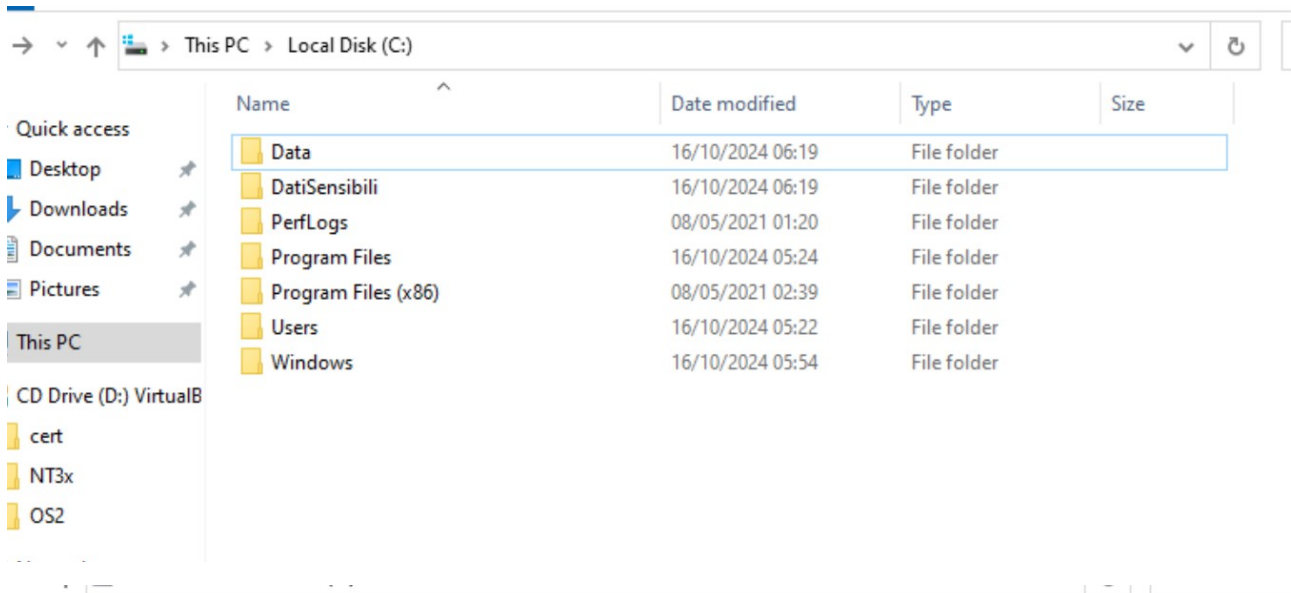 This PC > Local Disk (C:)
Name Date modified Type Size
Quick access
Desktop
Downloads
Documents
Pictures
This PC
CD Drive (D:) VirtualB
cert
NT3x
OS2
Data 16/10/2024 06:19 File folder
DatiSensibili 16/10/2024 06:19 File folder
PerfLogs 08/05/2021 01:20 File folder
Program Files 16/10/2024 05:24 File folder
Program Files (x86) 08/05/2021 02:39 File folder
Users 16/10/2024 05:22 File folder
Windows 16/10/2024 05:54 File folder